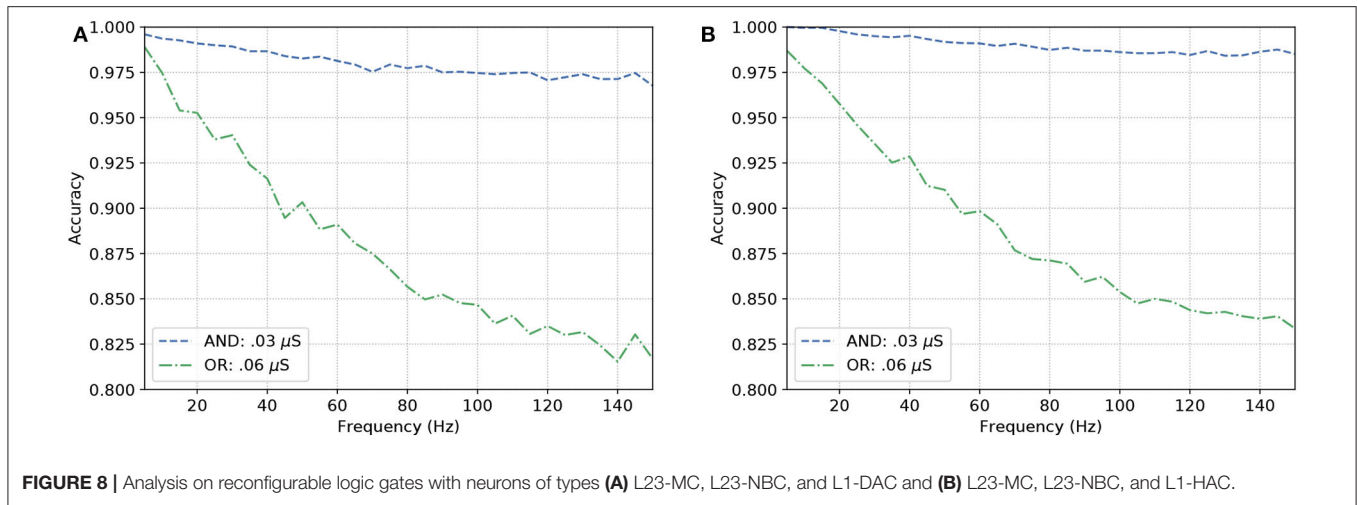 A
1.000
0.975
0.950
0.925
0.900
0.875
0.850
0.825
0.800
Accuracy
AND: .03 μS
OR: .06 μS
20 40 60 80 100 120 140
Frequency (Hz)
B
1.000
0.975
0.950
0.925
0.900
0.875
0.850
0.825
0.800
Accuracy
AND: .03 μS
OR: .06 μS
20 40 60 80 100 120 140
Frequency (Hz)
FIGURE 8 | Analysis on reconfigurable logic gates with neurons of types (A) L23-MC, L23-NBC, and L1-DAC and (B) L23-MC, L23-NBC, and L1-HAC.